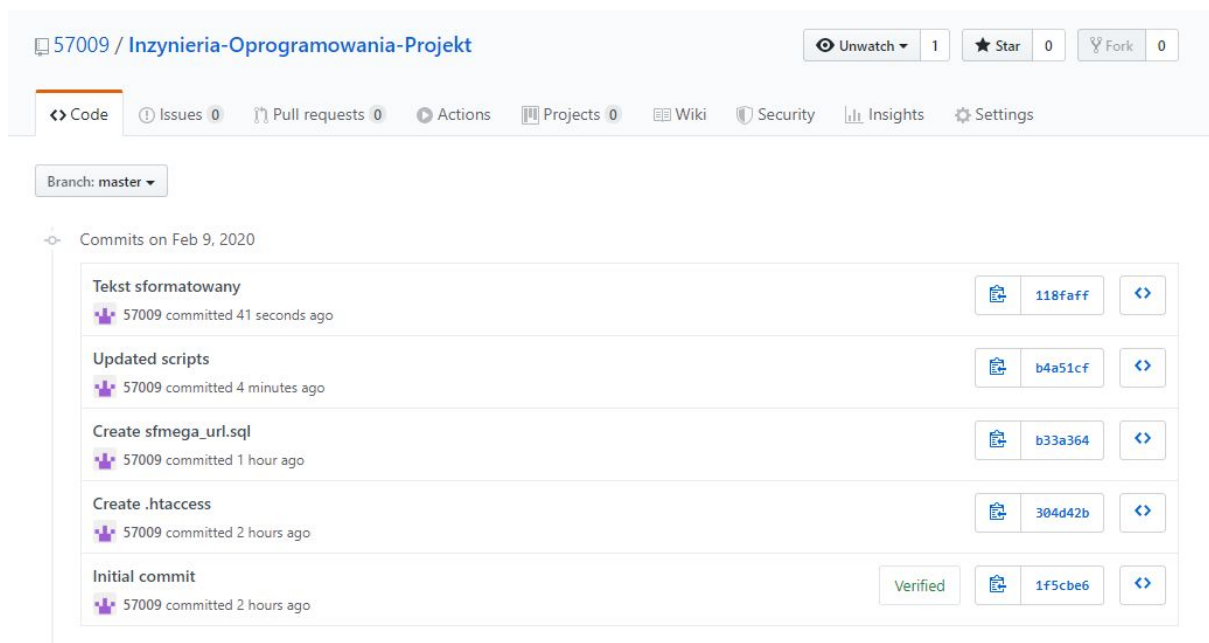 57009 / Inzynieria-Oprogramowania-Projekt Unwatch 1 Star 0 Fork 0
Code Issues 0 Pull requests 0 Actions Projects 0 Wiki Security Insights Settings
Branch: master
Commits on Feb 9, 2020
Tekst sformatowany
57009 committed 41 seconds ago
118faff
Updated scripts
57009 committed 4 minutes ago
b4a51cf
Create sfmega_url.sql
57009 committed 1 hour ago
b33a364
Create .htaccess
57009 committed 2 hours ago
304d42b
Initial commit
57009 committed 2 hours ago
Verified 1f5cbe6